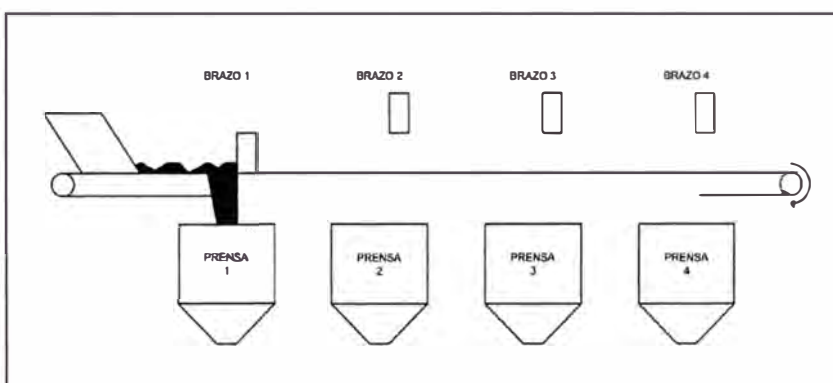 BRAZO 1
BRAZO 2
BRAZO 3
BRAZO 4
PRENSA
1
PRENSA
2
PRENSA
3
PRENSA
4